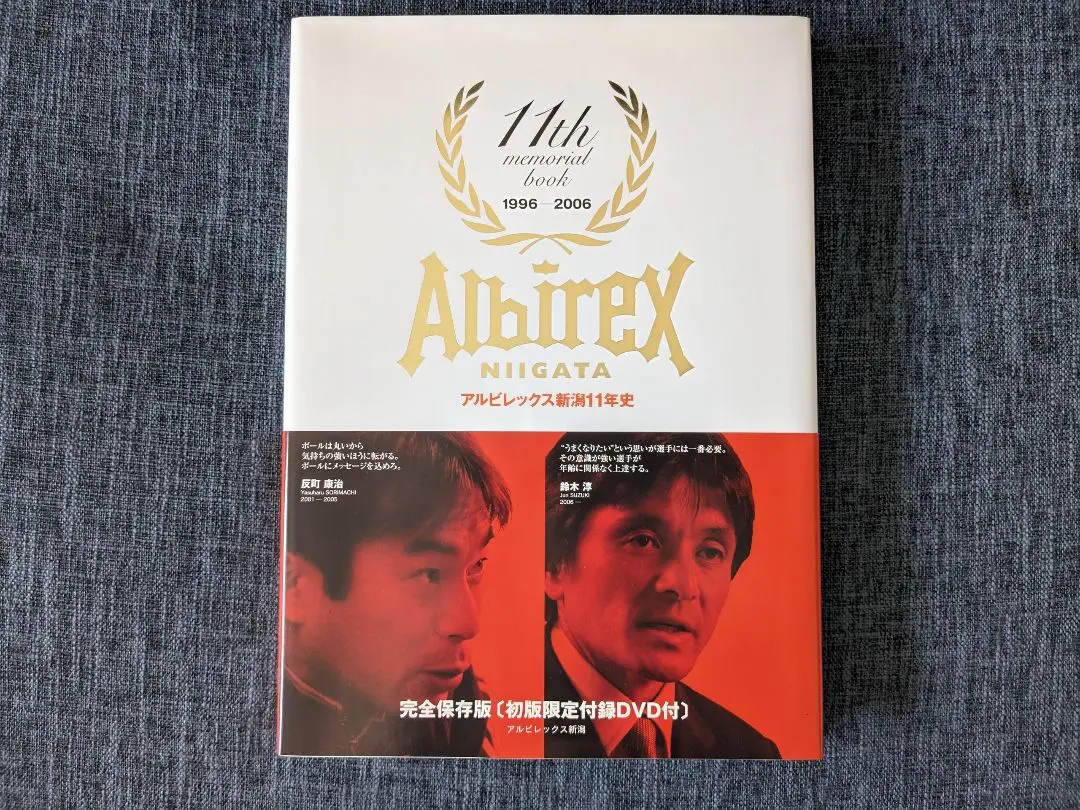 11th
memorial
book
1996—2006
Albirex
NIIGATA
アルビレックス新潟11年史
ボールは丸いから
気持ちの強いほうに転がる。
ボールにメッセージを込めろ。
反町 康治
Yasuharu SORIMACHI
2001 — 2005
“うまくなりたい”という思いが選手には一番必要。
その意識が強い選手が
年齢に関係なく上達する。
鈴木 淳
Jun SUZUKI
2006 —
完全保存版〔初版限定付録DVD付〕
アルビレックス新潟